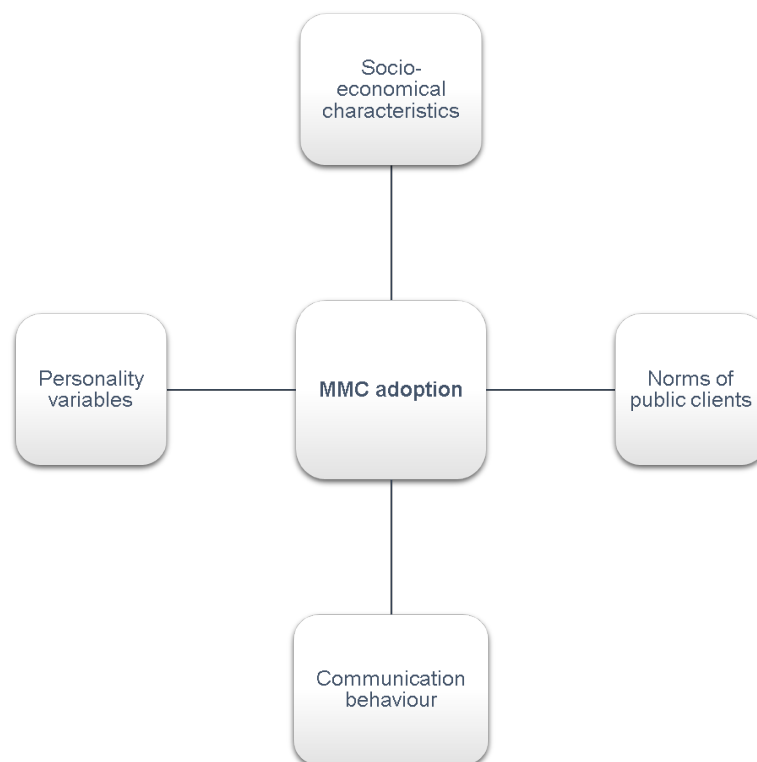 Socio-
economical
characteristics
Personality
variables
MMC adoption
Norms of
public clients
Communication
behaviour